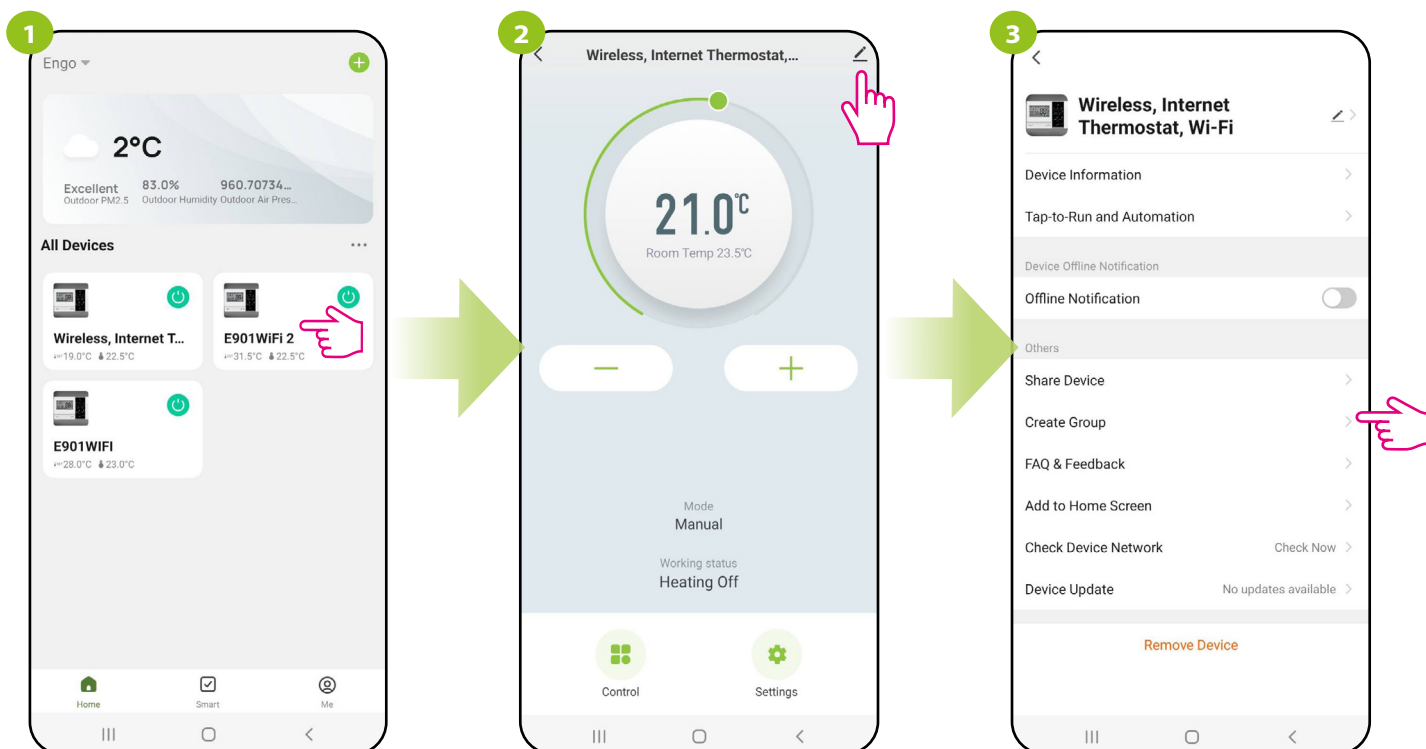 1
Engo
2°C
Excellent 83.0% 960.70734...
Outdoor PM2.5 Outdoor Humidity Outdoor Air Pres...
All Devices
Wireless, Internet T...
19.0°C 22.5°C
E901WiFi 2
31.5°C 22.5°C
E901WIFI
28.0°C 23.0°C
Home Smart Me
2
Wireless, Internet Thermostat,...
21.0°C
Room Temp 23.5°C
Mode
Manual
Working status
Heating Off
Control Settings
3
Wireless, Internet
Thermostat, Wi-Fi
Device Information
Tap-to-Run and Automation
Device Offline Notification
Offline Notification
Others
Share Device
Create Group
FAQ & Feedback
Add to Home Screen
Check Device Network Check Now
Device Update No updates available
Remove Device